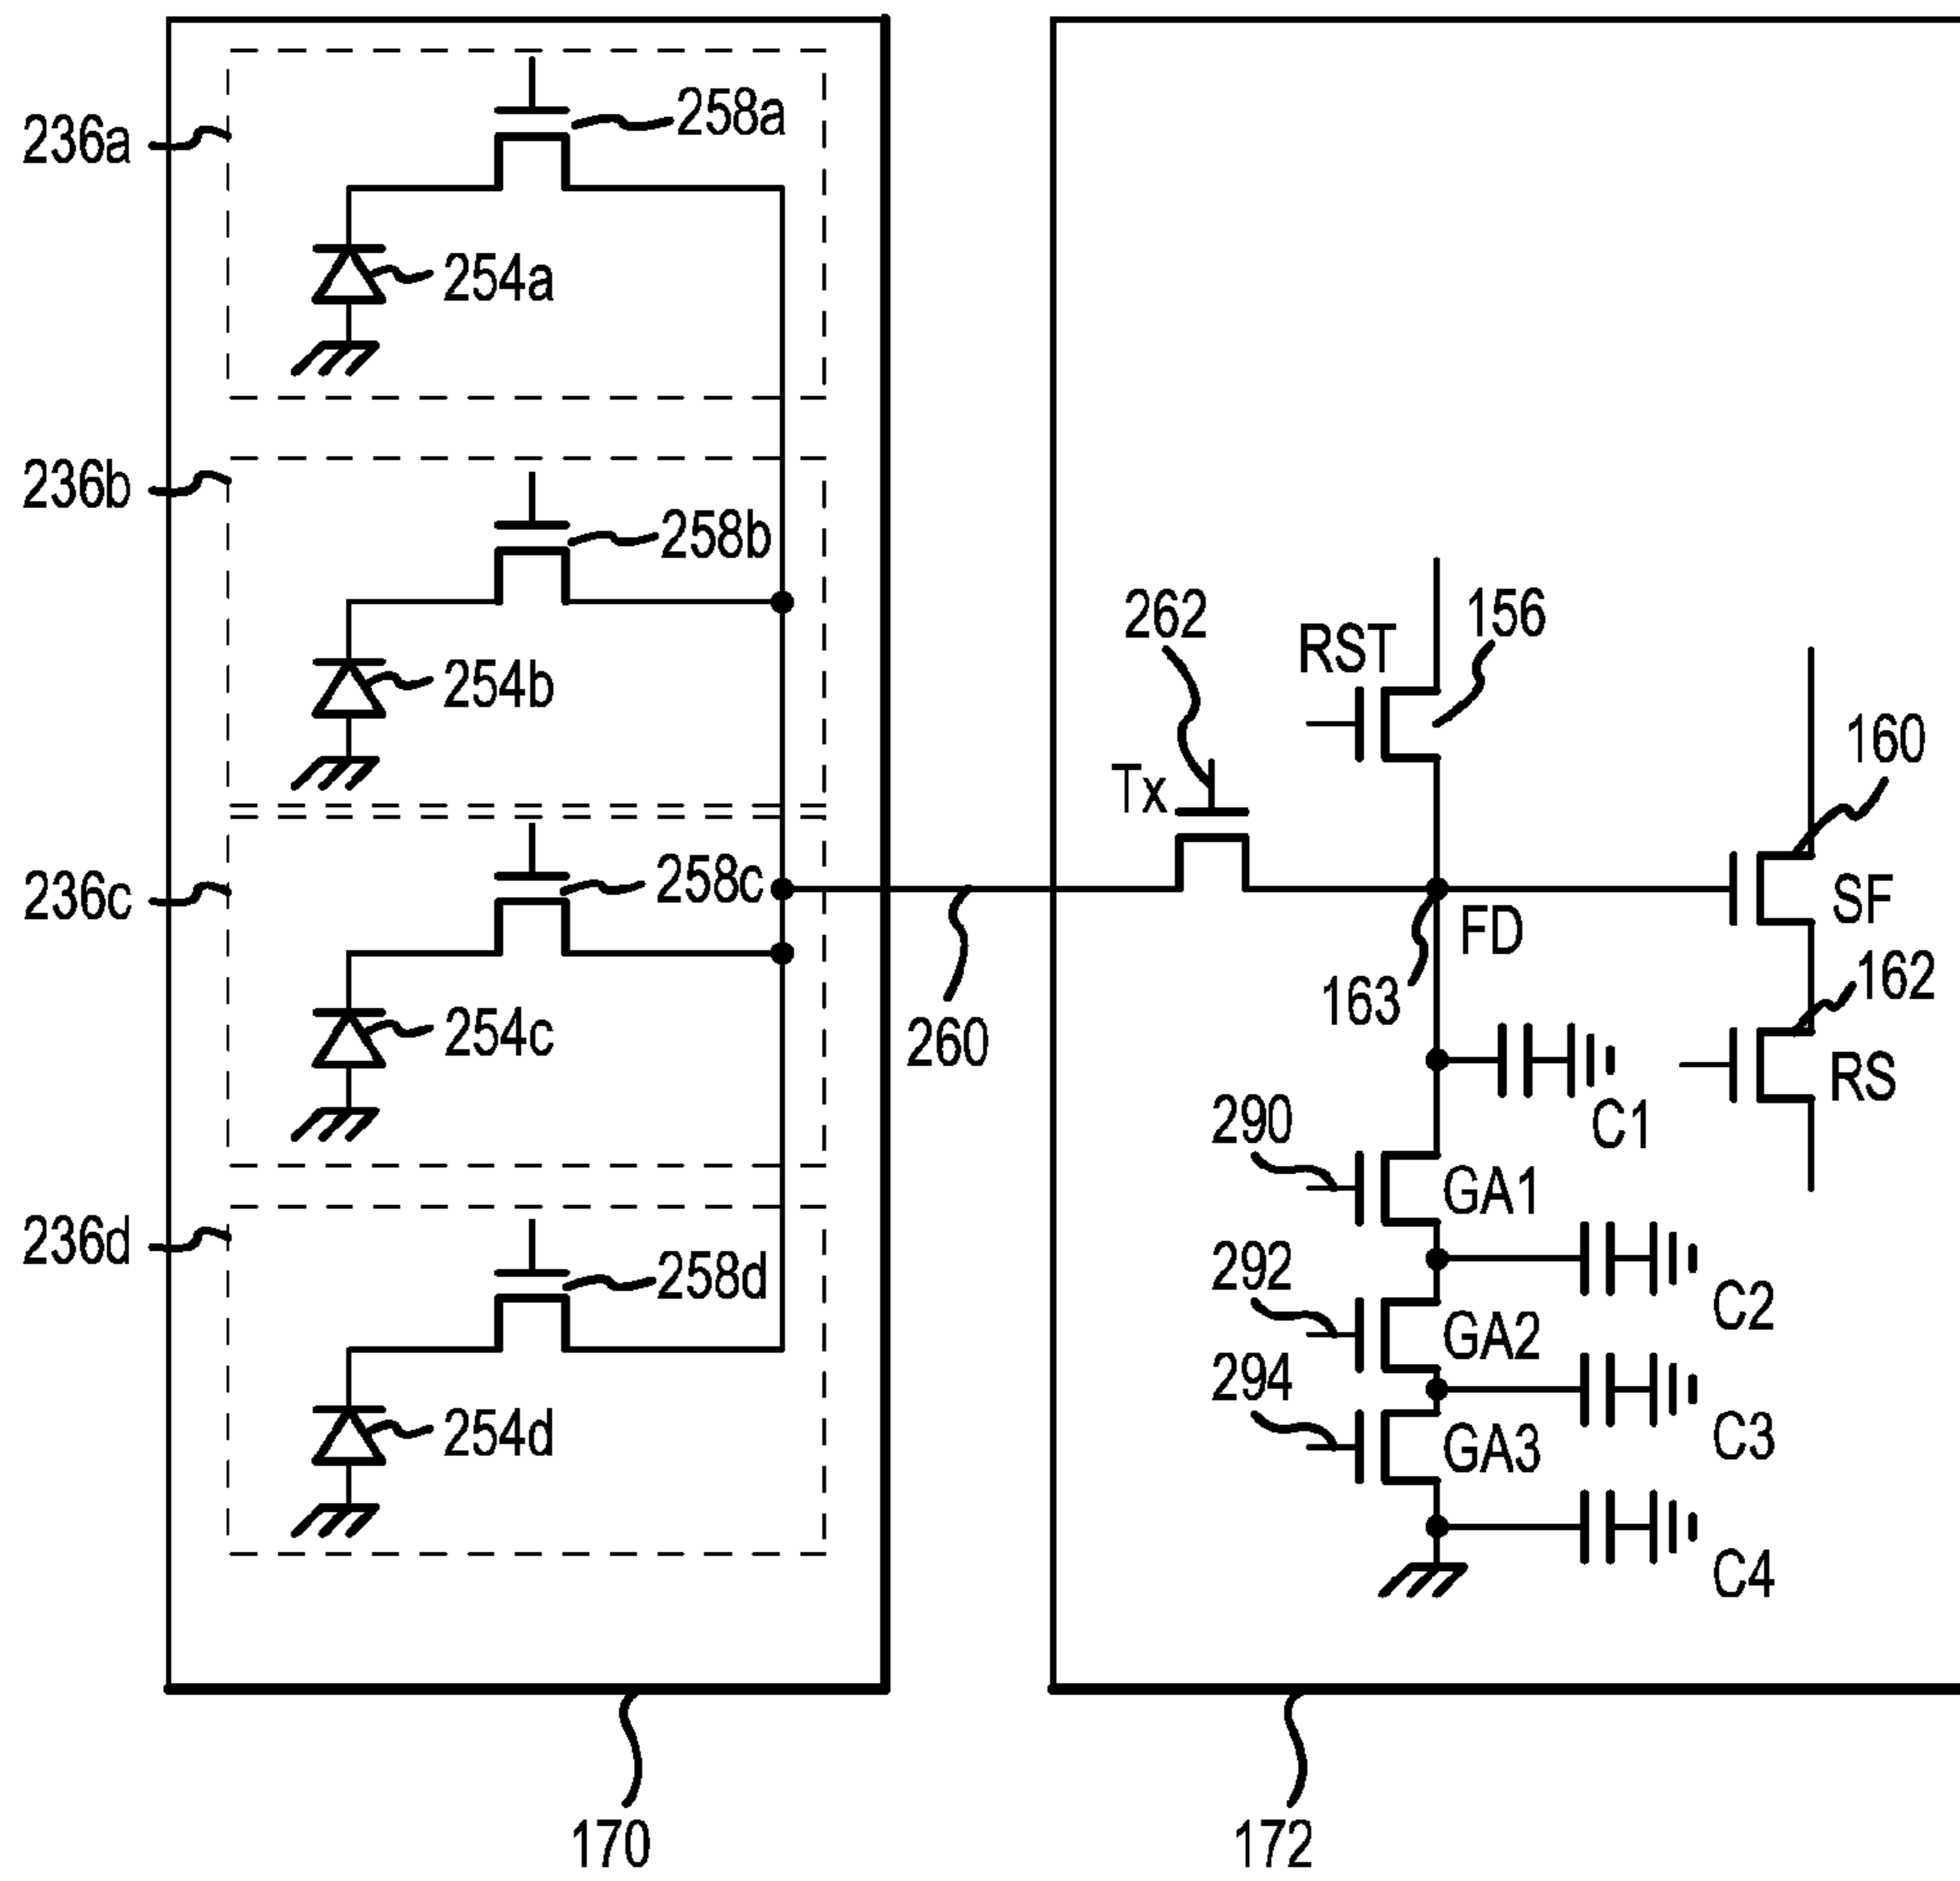 236a
258a
254a
236b
258b
254b
236c
258c
254c
236d
258d
254d
260
170
262
Tx
RST
156
160
SF
FD
163
162
RS
C1
290
GA1
292
C2
GA2
294
C3
GA3
C4
172